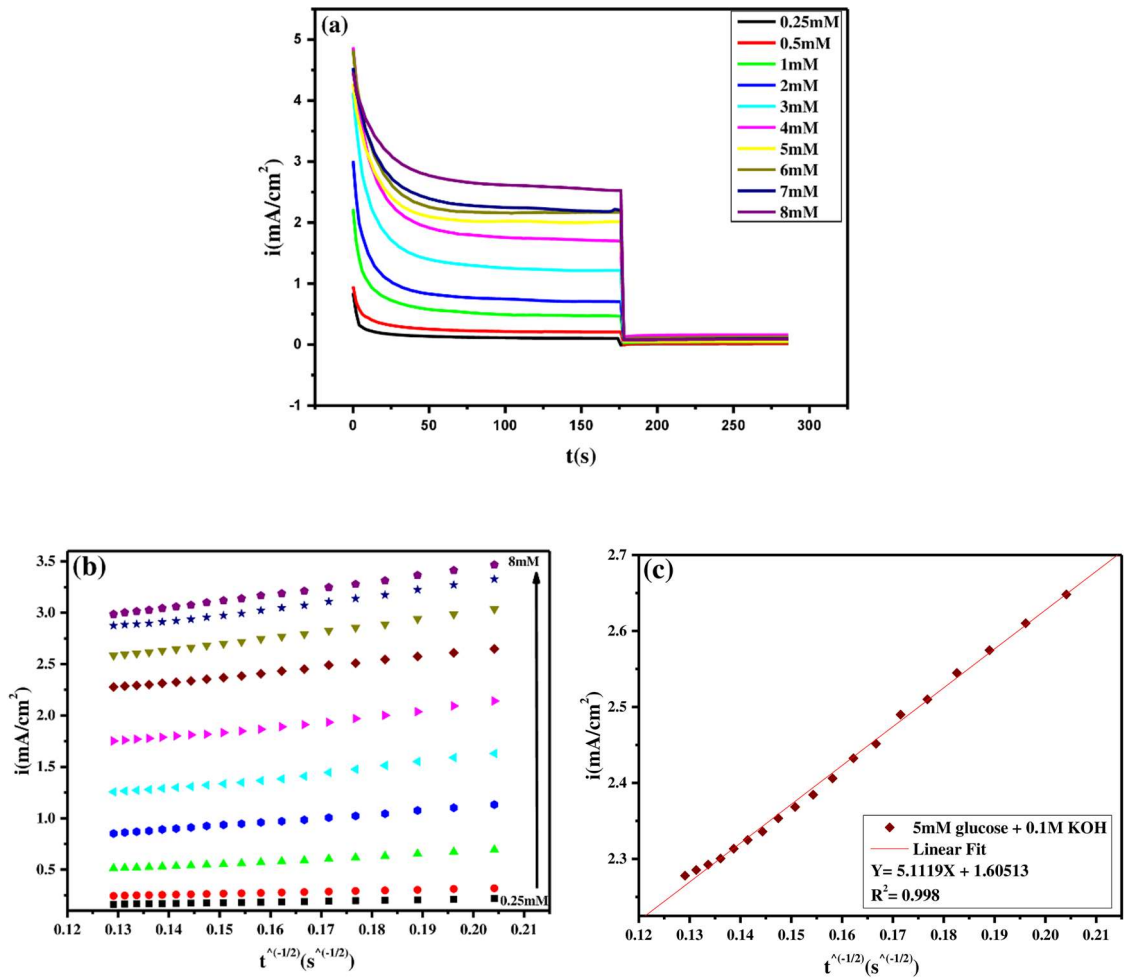 (a)
0.25mM
0.5mM
1mM
2mM
3mM
4mM
5mM
6mM
7mM
8mM
5
4
3
2
1
0
-1
i(mA/cm²)
0 50 100 150 200 250 300
t(s)
(b)
8mM
0.25mM
3.5
3.0
2.5
2.0
1.5
1.0
0.5
i(mA/cm²)
0.12 0.13 0.14 0.15 0.16 0.17 0.18 0.19 0.20 0.21
t^(-1/2)(s^(-1/2))
(c)
2.7
2.6
2.5
2.4
2.3
i(mA/cm²)
5mM glucose + 0.1M KOH
Linear Fit
Y= 5.1119X + 1.60513
R²= 0.998
0.12 0.13 0.14 0.15 0.16 0.17 0.18 0.19 0.20 0.21
t^(-1/2)(s^(-1/2))